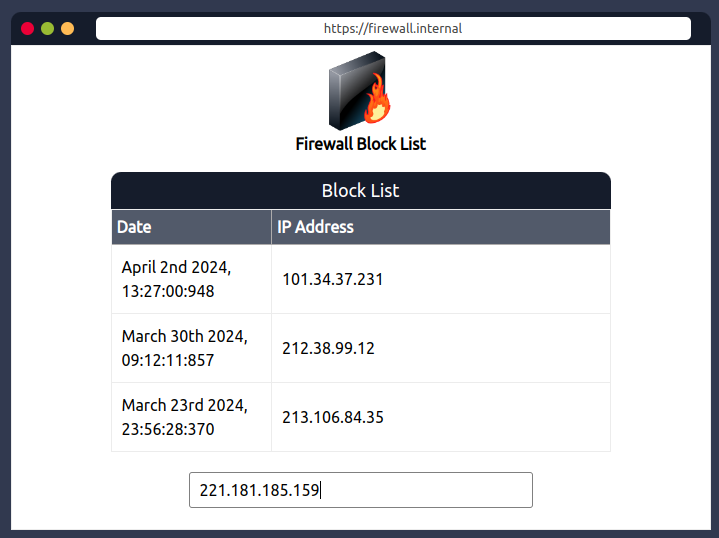 https://firewall.internal
Firewall Block List
Block List
Date IP Address
April 2nd 2024,
13:27:00:948
101.34.37.231
March 30th 2024,
09:12:11:857
212.38.99.12
March 23rd 2024,
23:56:28:370
213.106.84.35
221.181.185.159